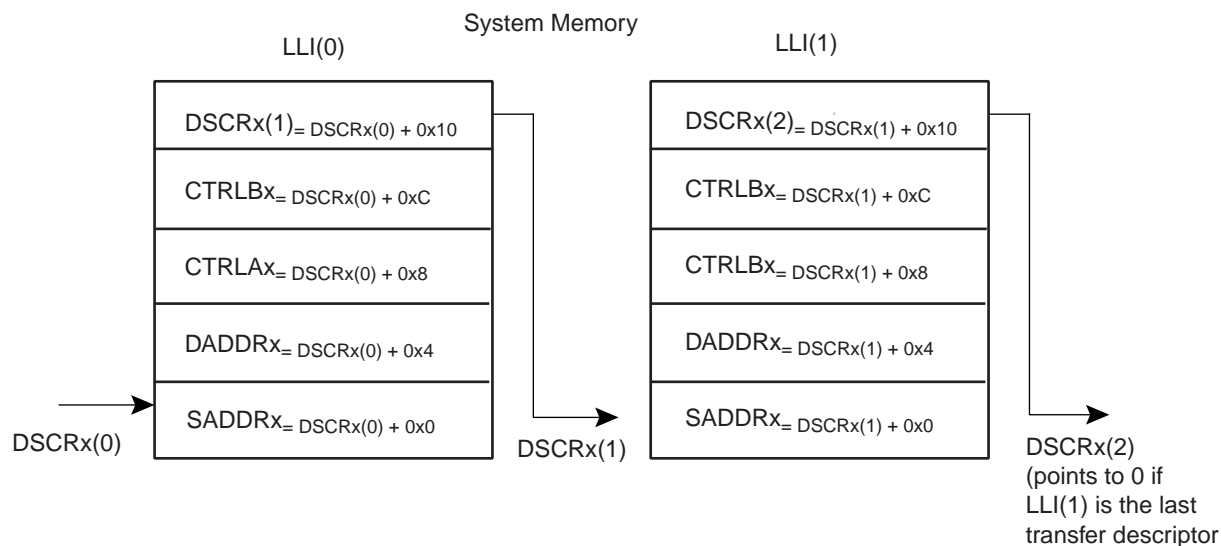 System Memory
LLI(0)
DSCRx(1)= DSCRx(0) + 0x10
CTRLBx= DSCRx(0) + 0xC
CTRLAx= DSCRx(0) + 0x8
DADDRx= DSCRx(0) + 0x4
SADDRx= DSCRx(0) + 0x0
DSCRx(0)
DSCRx(1)
LLI(1)
DSCRx(2)= DSCRx(1) + 0x10
CTRLBx= DSCRx(1) + 0xC
CTRLBx= DSCRx(1) + 0x8
DADDRx= DSCRx(1) + 0x4
SADDRx= DSCRx(1) + 0x0
DSCRx(2)
(points to 0 if
LLI(1) is the last
transfer descriptor